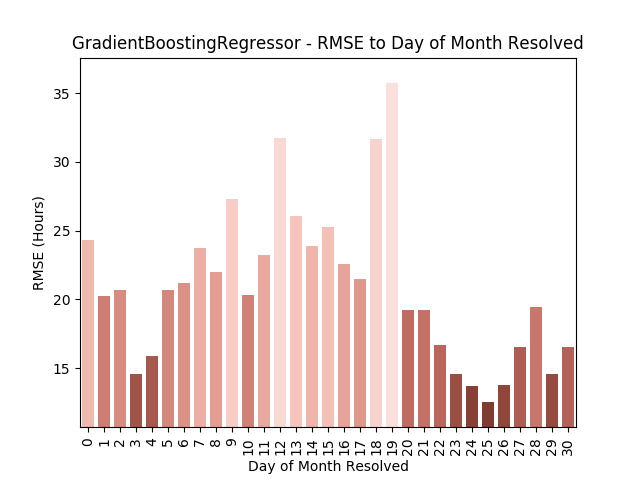 GradientBoostingRegressor - RMSE to Day of Month Resolved
35
30
25
20
15
RMSE (Hours)
0 1 2 3 4 5 6 7 8 9 10 11 12 13 14 15 16 17 18 19 20 21 22 23 24 25 26 27 28 29 30
Day of Month Resolved